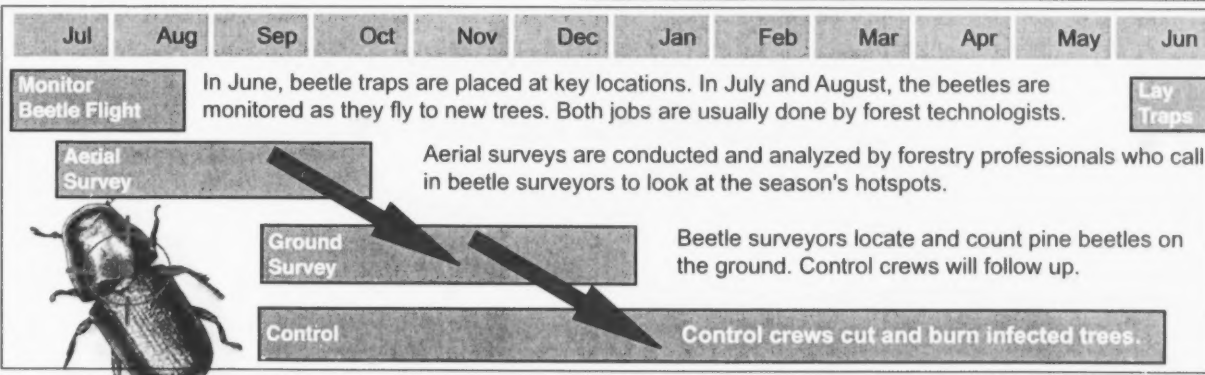 Jul Aug Sep Oct Nov Dec Jan Feb Mar Apr May Jun
Monitor
Beetle Flight
In June, beetle traps are placed at key locations. In July and August, the beetles are
monitored as they fly to new trees. Both jobs are usually done by forest technologists.
Lay
Traps
Aerial
Survey
Aerial surveys are conducted and analyzed by forestry professionals who call
in beetle surveyors to look at the season's hotspots.
Ground
Survey
Beetle surveyors locate and count pine beetles on
the ground. Control crews will follow up.
Control
Control crews cut and burn infected trees.